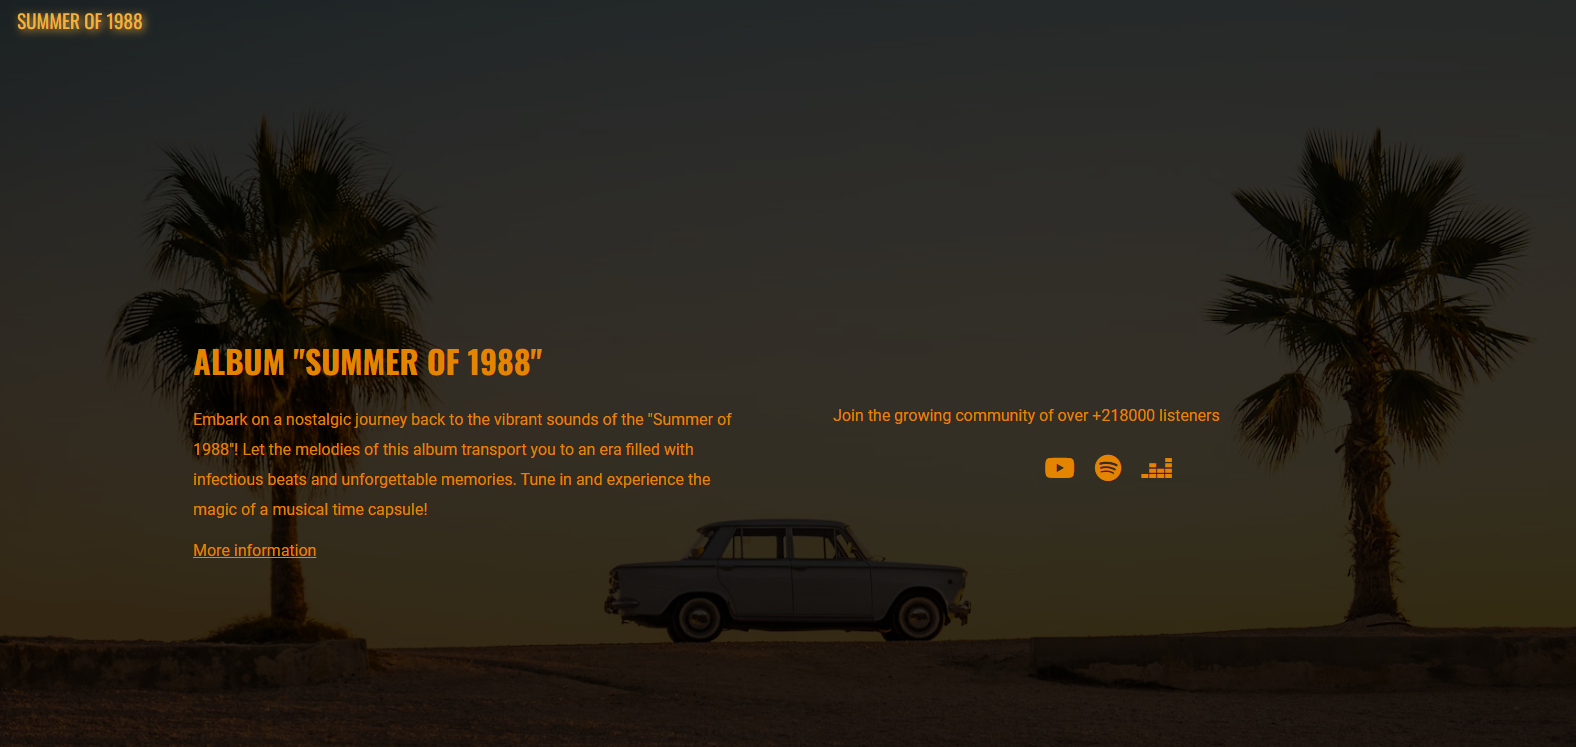 SUMMER OF 1988
ALBUM "SUMMER OF 1988"
Embark on a nostalgic journey back to the vibrant sounds of the "Summer of
1988"! Let the melodies of this album transport you to an era filled with
infectious beats and unforgettable memories. Tune in and experience the
magic of a musical time capsule!
More information
Join the growing community of over +218000 listeners